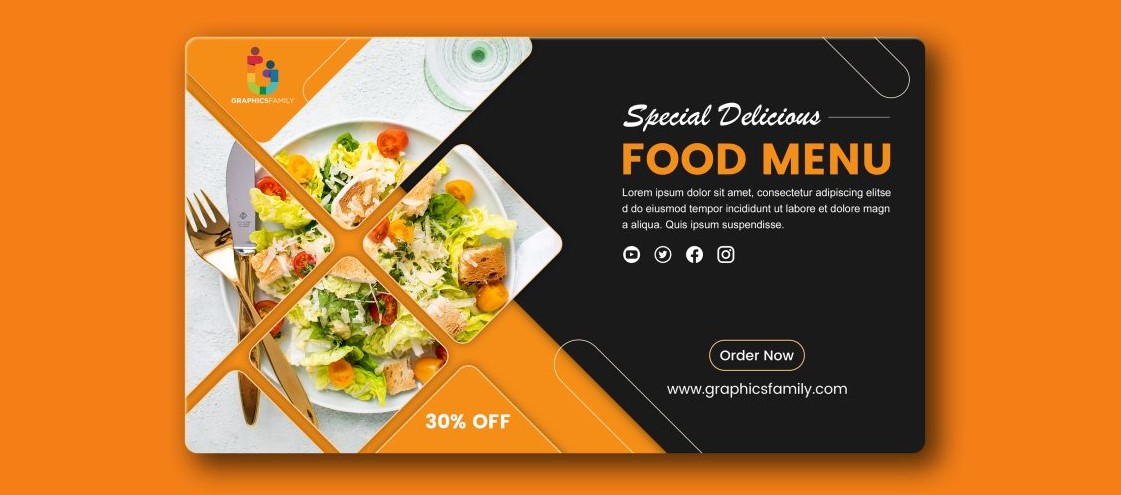 GRAPHICSFAMILY
Special Delicious
FOOD MENU
Lorem ipsum dolor sit amet, consectetur adipiscing elitse
d do eiusmod tempor incididunt ut labore et dolore magn
a aliqua. Quis ipsum suspendisse.
Order Now
www.graphicsfamily.com
30% OFF